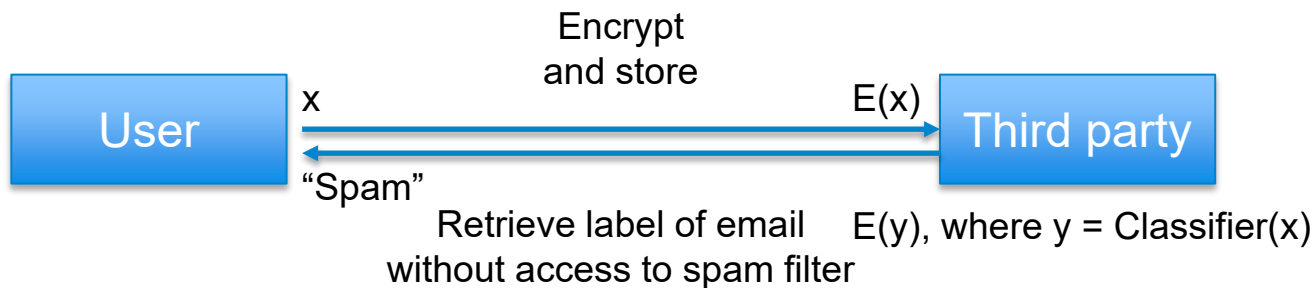 Encrypt
and store
User
x
E(x)
Third party
“Spam”
Retrieve label of email
without access to spam filter
E(y), where y = Classifier(x)